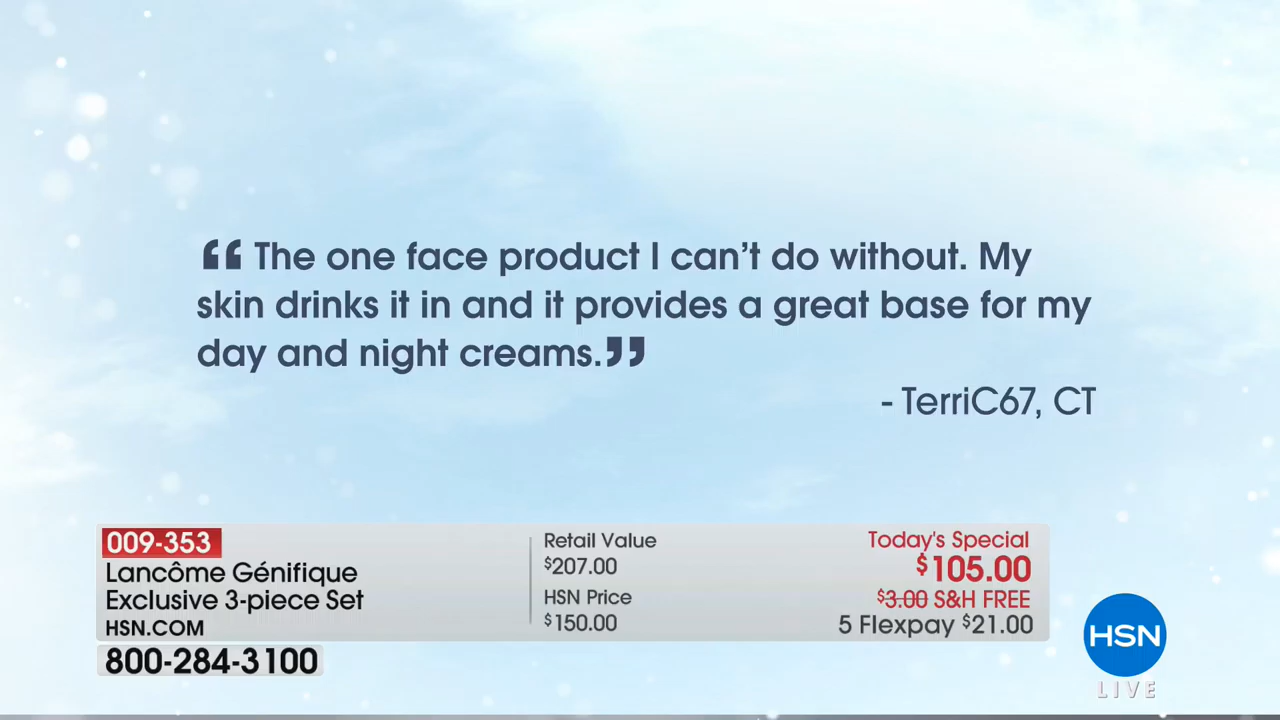 “ The one face product I can’t do without. My
skin drinks it in and it provides a great base for my
day and night creams.”
- TerriC67, CT
009-353
Lancôme Génifique
Exclusive 3-piece Set
HSN.COM
800-284-3100
Retail Value
$207.00
HSN Price
$150.00
Today's Special
$105.00
$3.00 S&H FREE
5 Flexpay $21.00
HSN
LIVE